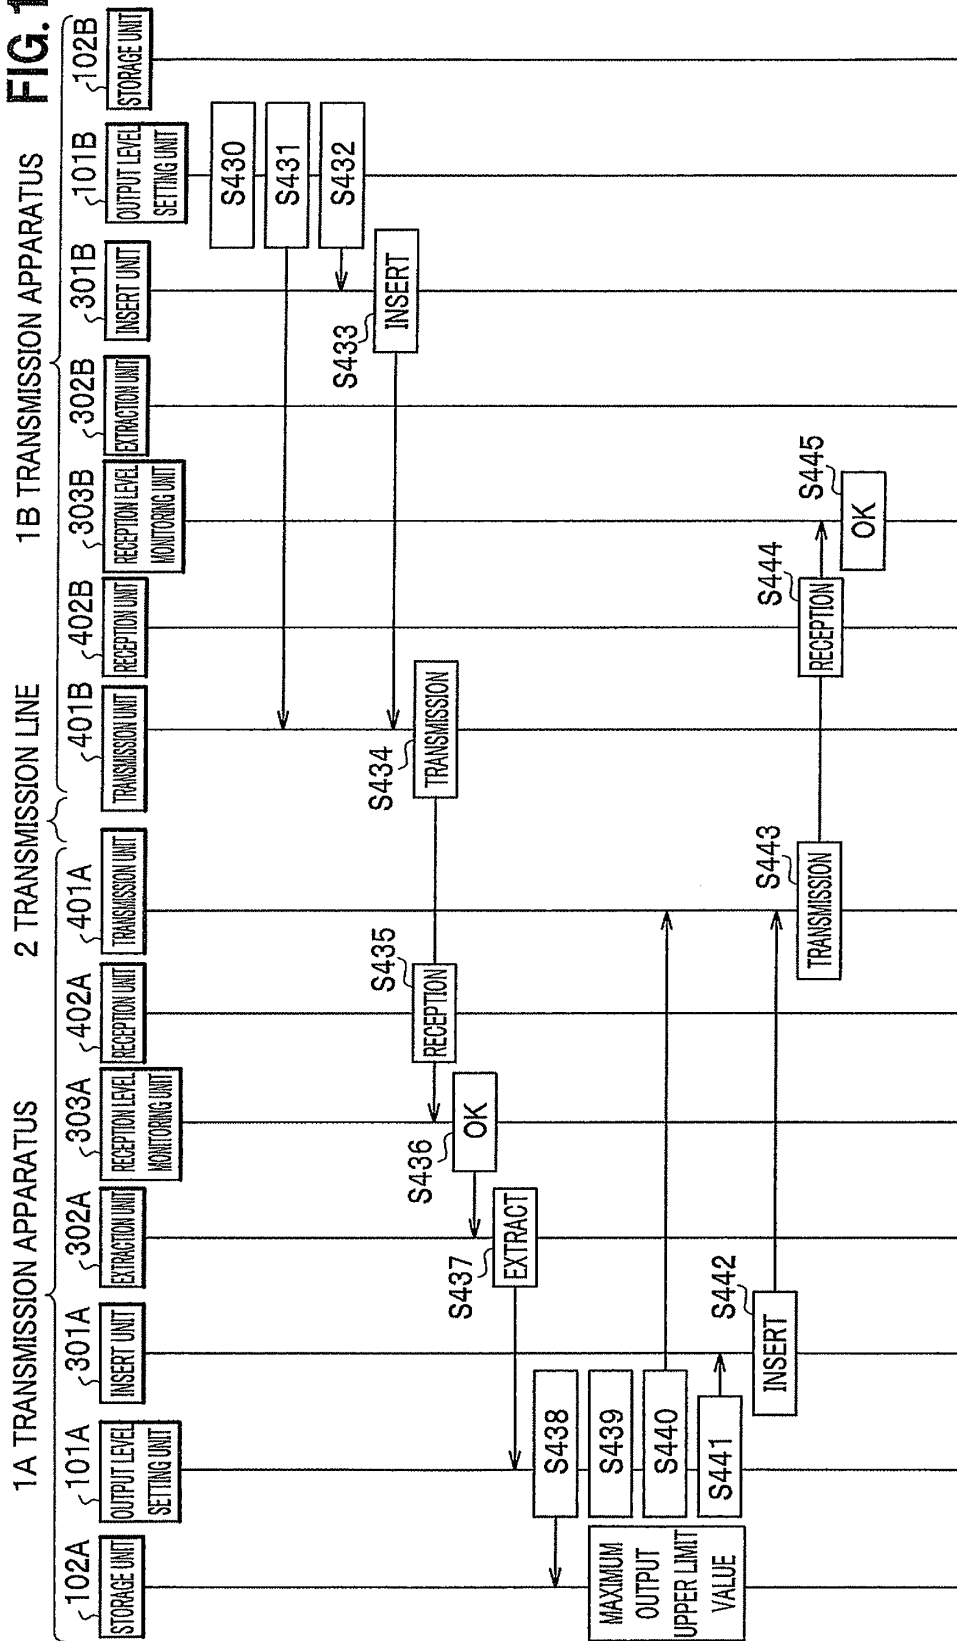 FIG.1
1A TRANSMISSION APPARATUS
2 TRANSMISSION LINE
1B TRANSMISSION APPARATUS
102A
101A
301A
302A
303A
402A
401A
401B
402B
303B
302B
301B
101B
102B
STORAGE UNIT
OUTPUT LEVEL
SETTING UNIT
INSERT UNIT
EXTRACTION UNIT
RECEPTION LEVEL
MONITORING UNIT
RECEPTION UNIT
TRANSMISSION UNIT
TRANSMISSION UNIT
RECEPTION UNIT
RECEPTION LEVEL
MONITORING UNIT
EXTRACTION UNIT
INSERT UNIT
OUTPUT LEVEL
SETTING UNIT
STORAGE UNIT
S430
S431
S432
S433
INSERT
S434
TRANSMISSION
S435
RECEPTION
S436
OK
S437
EXTRACT
S438
S439
MAXIMUM
OUTPUT
UPPER LIMIT
VALUE
S440
S441
S442
INSERT
S443
TRANSMISSION
S444
RECEPTION
S445
OK